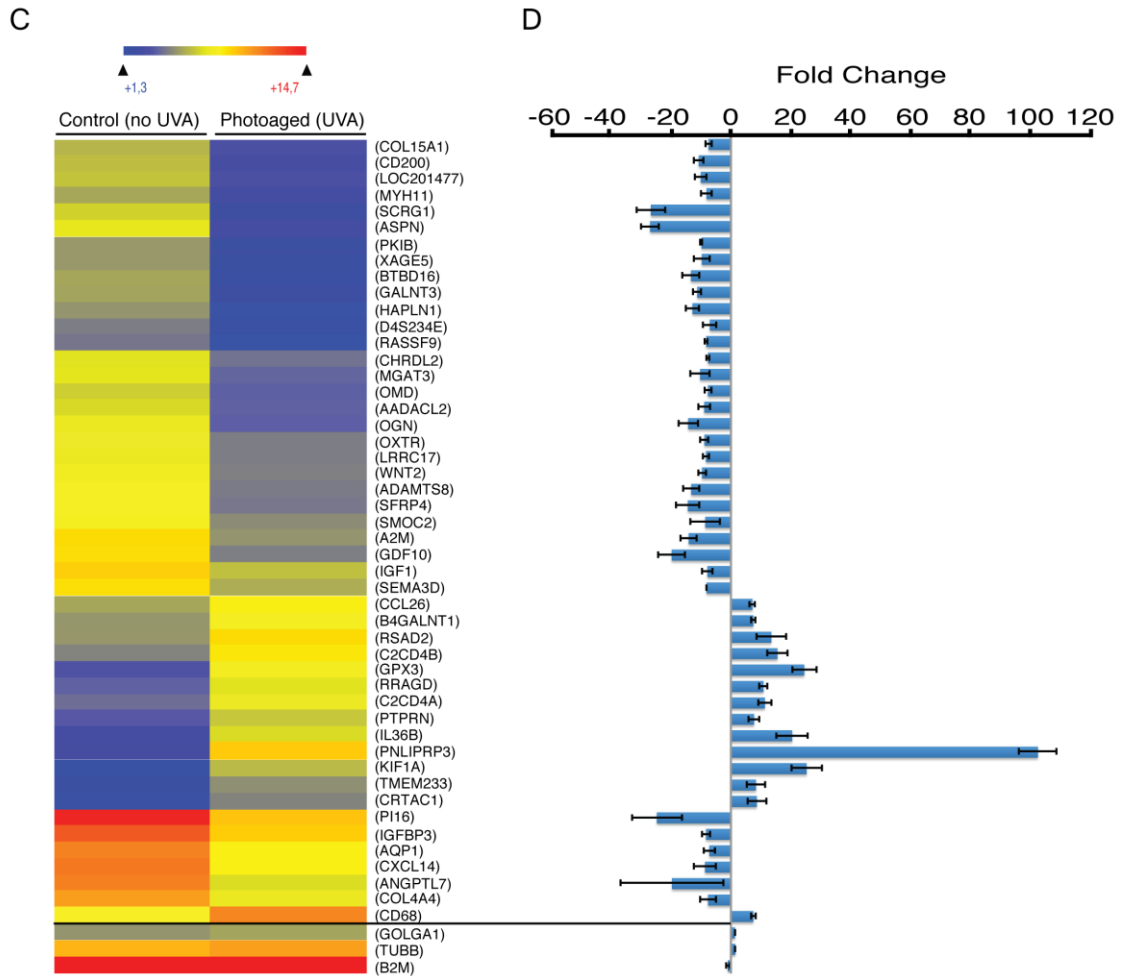 C
D
+1,3
+14,7
Control (no UVA) Photoaged (UVA)
Fold Change
-60 -40 -20 0 20 40 60 80 100 120
(COL15A1)
(CD200)
(LOC201477)
(MYH11)
(SCRG1)
(ASPN)
(PKIB)
(XAGE5)
(BTBD16)
(GALNT3)
(HAPLN1)
(D4S234E)
(RASSF9)
(CHRDL2)
(MGAT3)
(OMD)
(AADACL2)
(OGN)
(OXTR)
(LRRC17)
(WNT2)
(ADAMTS8)
(SFRP4)
(SMOC2)
(A2M)
(GDF10)
(IGF1)
(SEMA3D)
(CCL26)
(B4GALNT1)
(RSAD2)
(C2CD4B)
(GPX3)
(RRAGD)
(C2CD4A)
(PTPRN)
(IL36B)
(PNLIPRP3)
(KIF1A)
(TMEM233)
(CRTAC1)
(PI16)
(IGFBP3)
(AQP1)
(CXCL14)
(ANGPTL7)
(COL4A4)
(CD68)
(GOLGA1)
(TUBB)
(B2M)